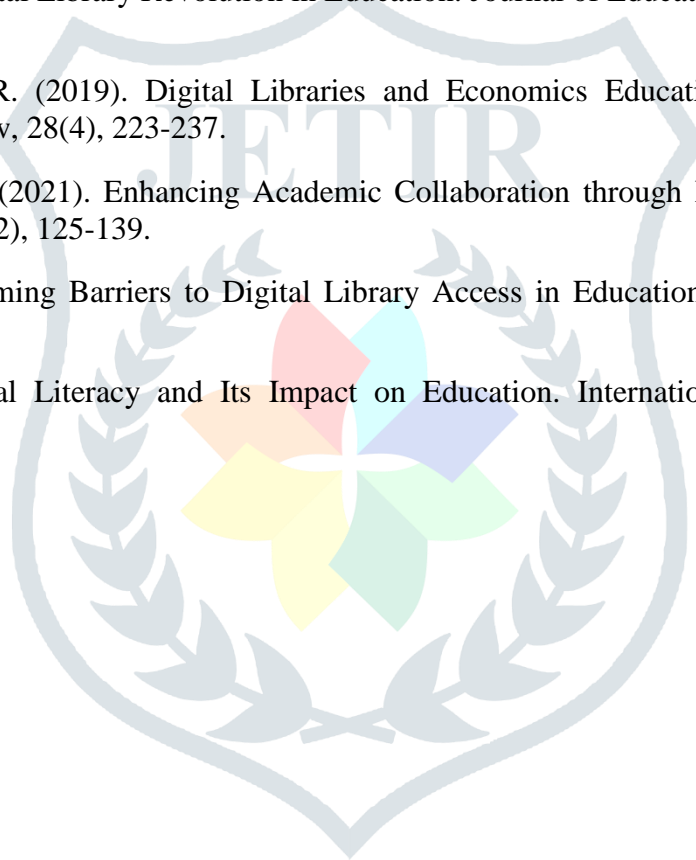 Library Revolution in Education. Journal of Educat
R. (2019). Digital Libraries and Economics Educati
28(4), 223-237.
JETIR
(2021). Enhancing Academic Collaboration through
2), 125-139.
ming Barriers to Digital Library Access in Education
al Literacy and Its Impact on Education. Internatio